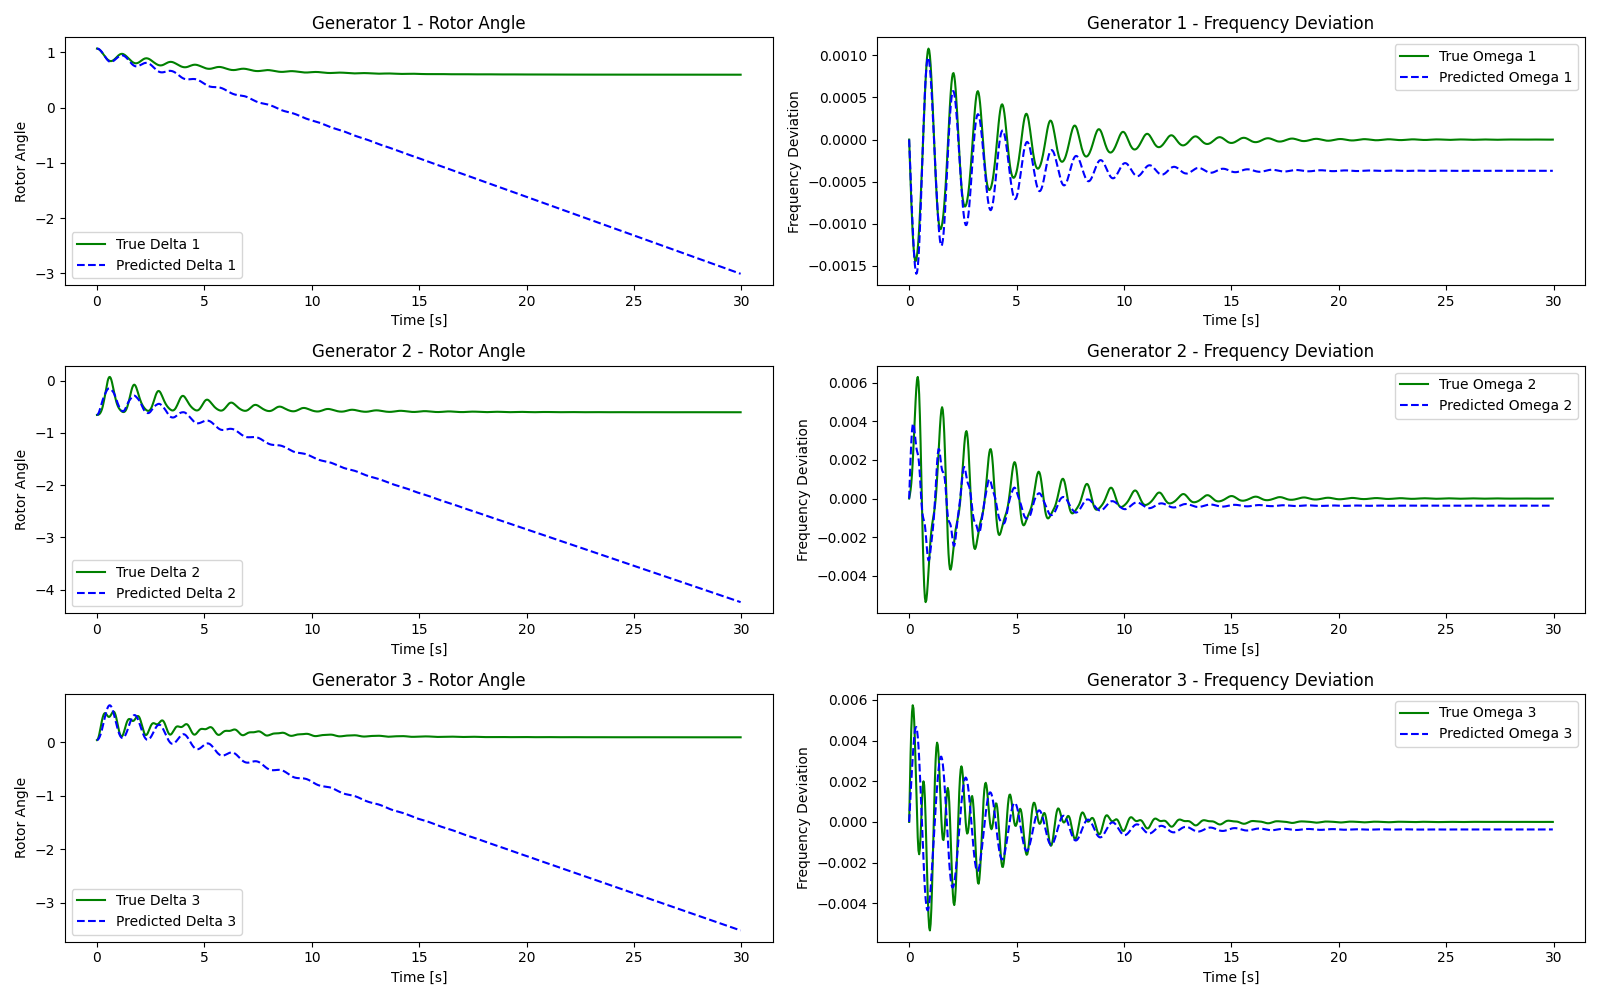 Generator 1 - Rotor Angle
Rotor Angle
1
0
−1
−2
−3
True Delta 1
Predicted Delta 1
0 5 10 15 20 25 30
Time [s]
Generator 1 - Frequency Deviation
Frequency Deviation
0.0010
0.0005
0.0000
−0.0005
−0.0010
−0.0015
True Omega 1
Predicted Omega 1
0 5 10 15 20 25 30
Time [s]
Generator 2 - Rotor Angle
Rotor Angle
0
−1
−2
−3
−4
True Delta 2
Predicted Delta 2
0 5 10 15 20 25 30
Time [s]
Generator 2 - Frequency Deviation
Frequency Deviation
0.006
0.004
0.002
0.000
−0.002
−0.004
True Omega 2
Predicted Omega 2
0 5 10 15 20 25 30
Time [s]
Generator 3 - Rotor Angle
Rotor Angle
0
−1
−2
−3
True Delta 3
Predicted Delta 3
0 5 10 15 20 25 30
Time [s]
Generator 3 - Frequency Deviation
Frequency Deviation
0.006
0.004
0.002
0.000
−0.002
−0.004
True Omega 3
Predicted Omega 3
0 5 10 15 20 25 30
Time [s]